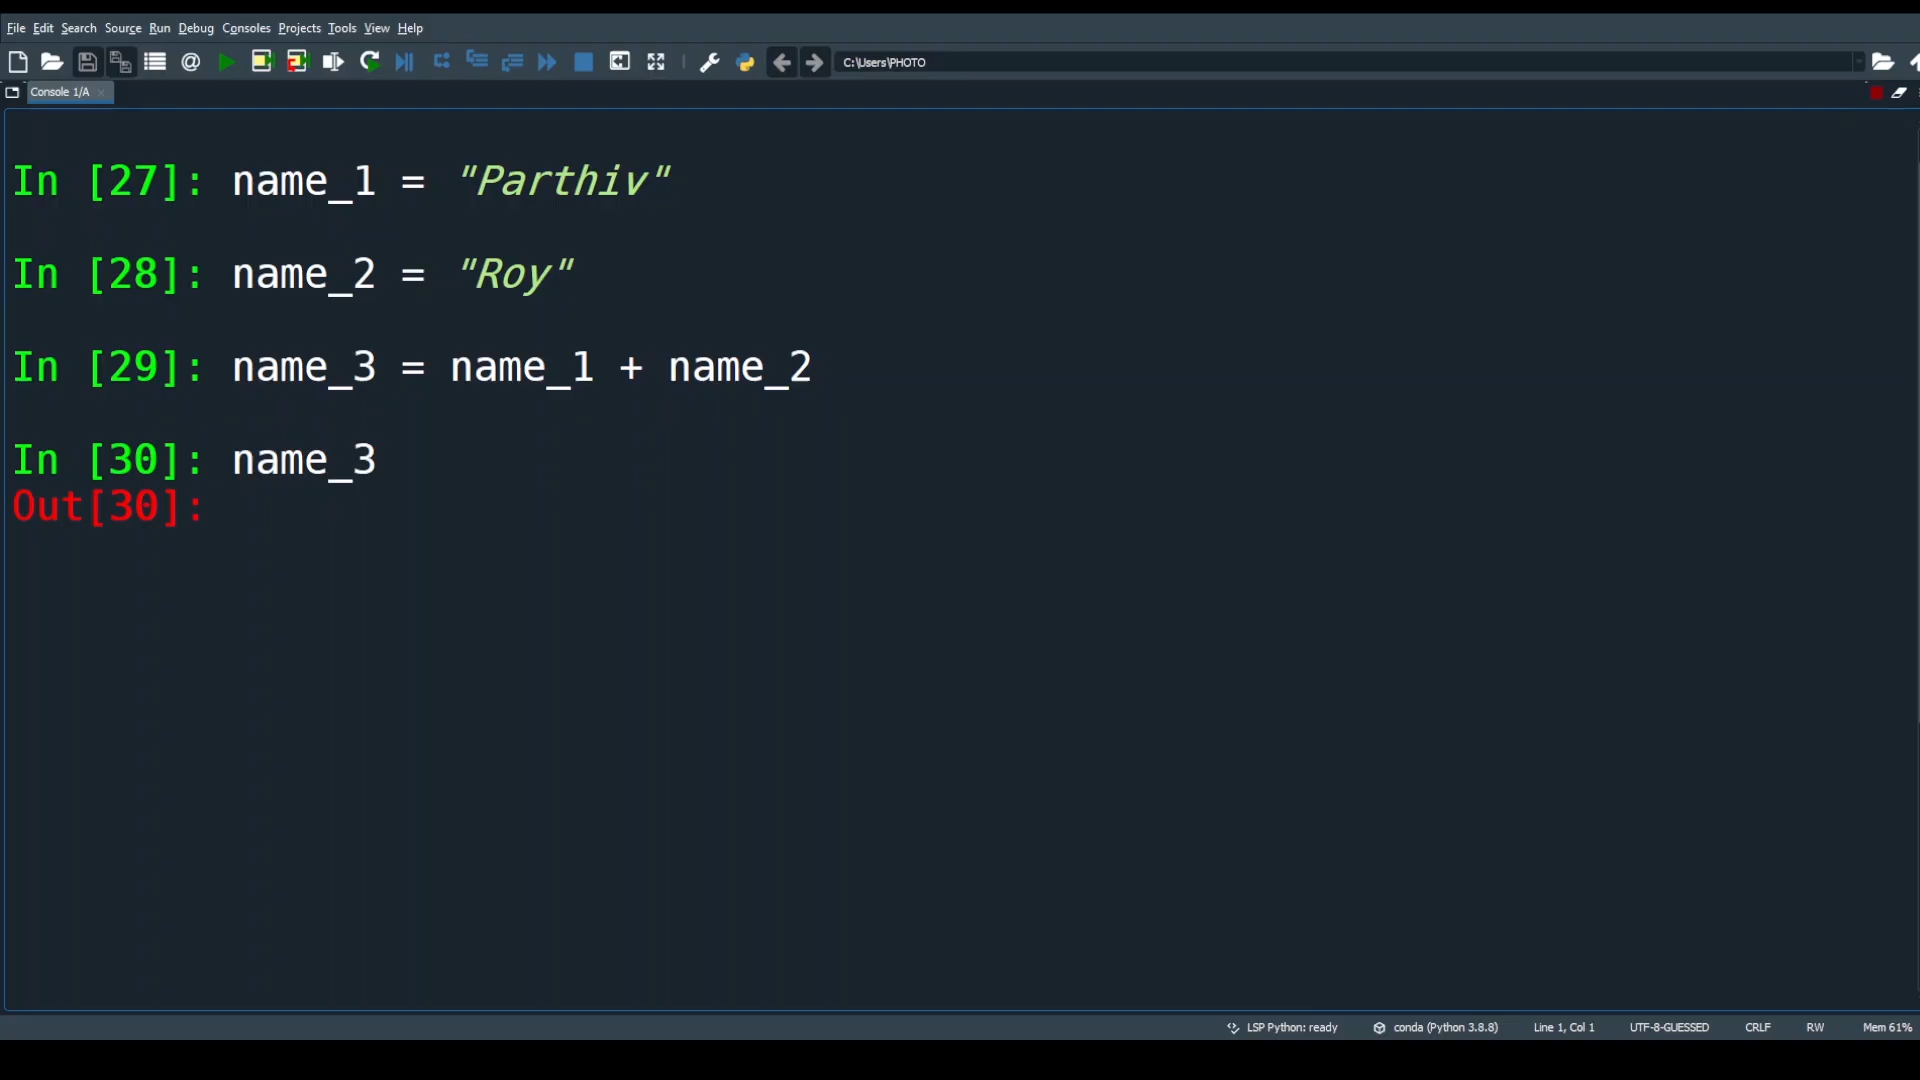 File Edit Search Source Run Debug Consoles Projects Tools View Help
C:\Users\PHOTO
Console 1/A
In [27]: name_1 = "Parthiv"
In [28]: name_2 = "Roy"
In [29]: name_3 = name_1 + name_2
In [30]: name_3
Out[30]:
LSP Python: ready conda (Python 3.8.8) Line 1, Col 1 UTF-8-GUESSED CRLF RW Mem 61%